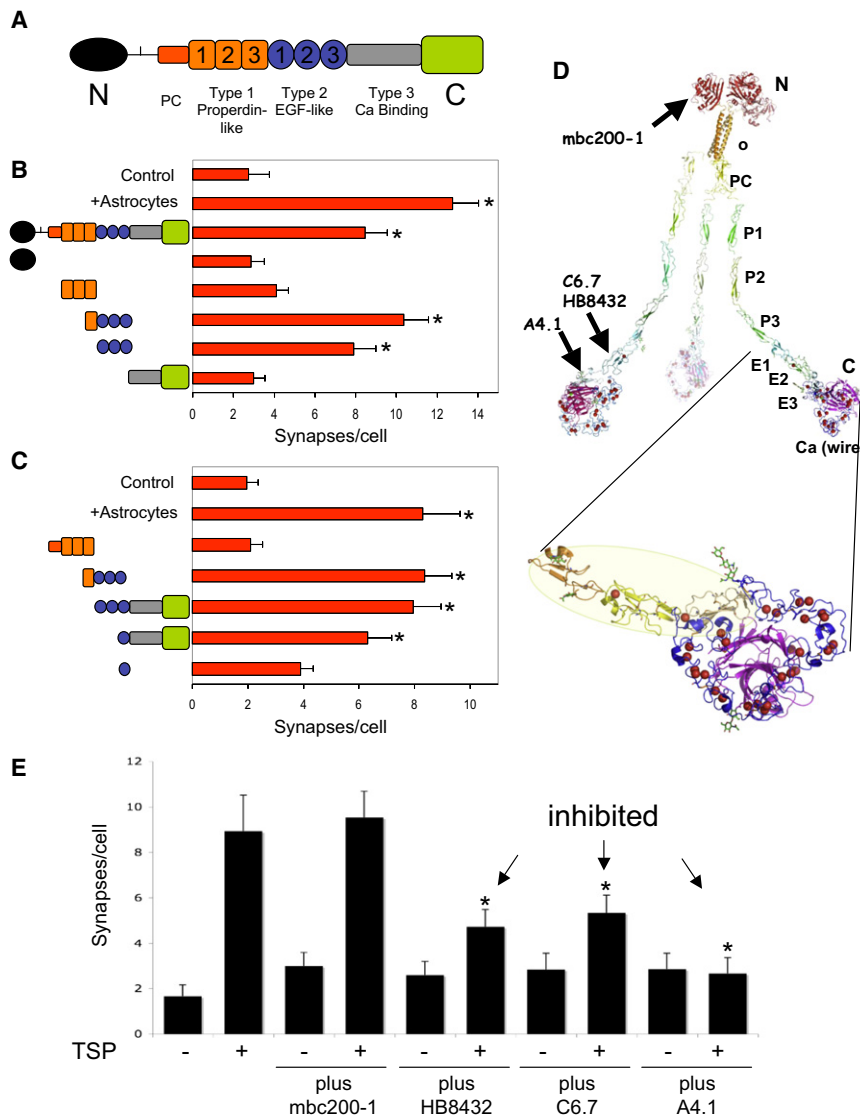 A
1 2 3 1 2 3
N
C
PC
Type 1
Properdin-
like
Type 2
EGF-like
Type 3
Ca Binding
B
Control
+Astrocytes
*
*
*
*
0 2 4 6 8 10 12 14
Synapses/cell
C
Control
+Astrocytes
*
*
*
*
0 2 4 6 8 10
Synapses/cell
D
N
mbc200-1
o
PC
P1
P2
C6.7
HB8432
A4.1
P3
E1
E2
E3
C
Ca (wire
E
12
10
8
6
4
2
0
Synapses/cell
inhibited
*
*
*
TSP - + - + - + - + - +
plus
mbc200-1
plus
HB8432
plus
C6.7
plus
A4.1